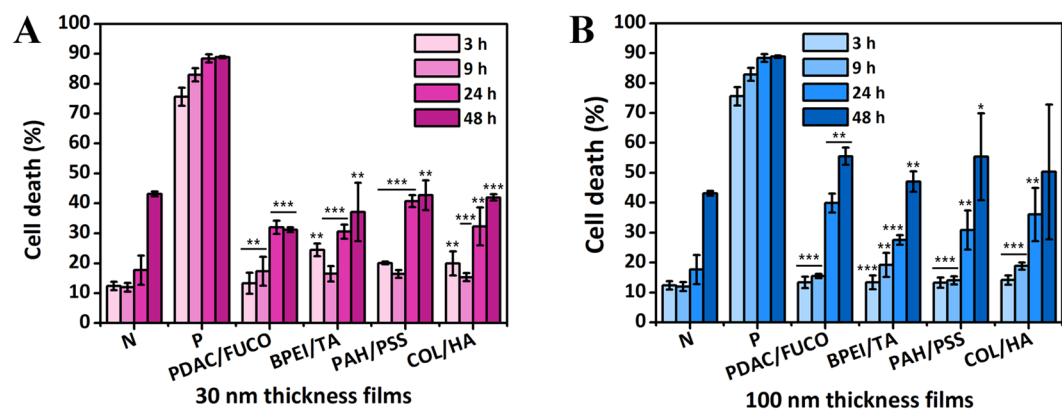 A
Cell death (%)
100
90
80
70
60
50
40
30
20
10
0
3 h
9 h
24 h
48 h
**
***
**
***
**
***
**
**
***
**
***
N
P
PDAC/FUCO
BPEI/TA
PAH/PSS
COL/HA
30 nm thickness films
B
Cell death (%)
100
90
80
70
60
50
40
30
20
10
0
3 h
9 h
24 h
48 h
***
**
***
**
***
**
***
**
*
***
**
N
P
PDAC/FUCO
BPEI/TA
PAH/PSS
COL/HA
100 nm thickness films